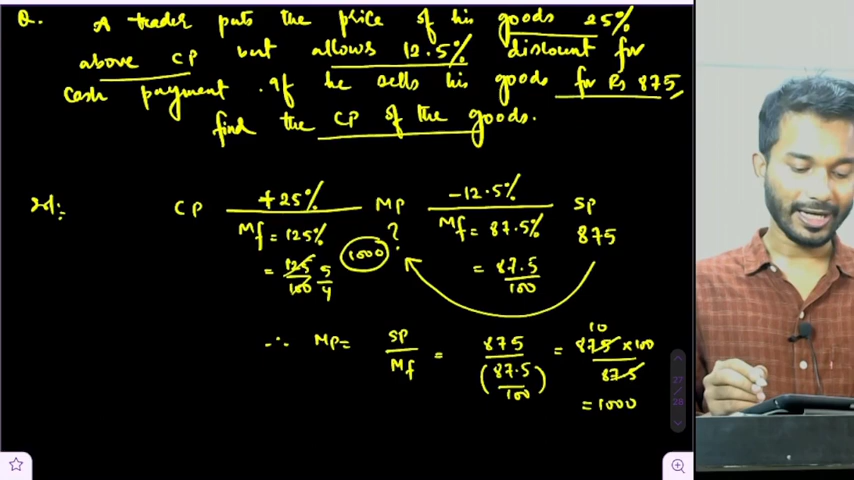 Q. A trader puts the price of his goods 25%
above CP but allows 12.5% discount for
cash payment. If he sells his goods for Rs 875,
find the CP of the goods.
Sol:
CP +25% MP -12.5% SP
Mf = 125% ? Mf = 87.5% 875
= 125/100 5/4 1000 = 87.5/100
∴ MP = SP/Mf = 875/(87.5/100) = 875 × 100/87.5 10
= 1000
27
28